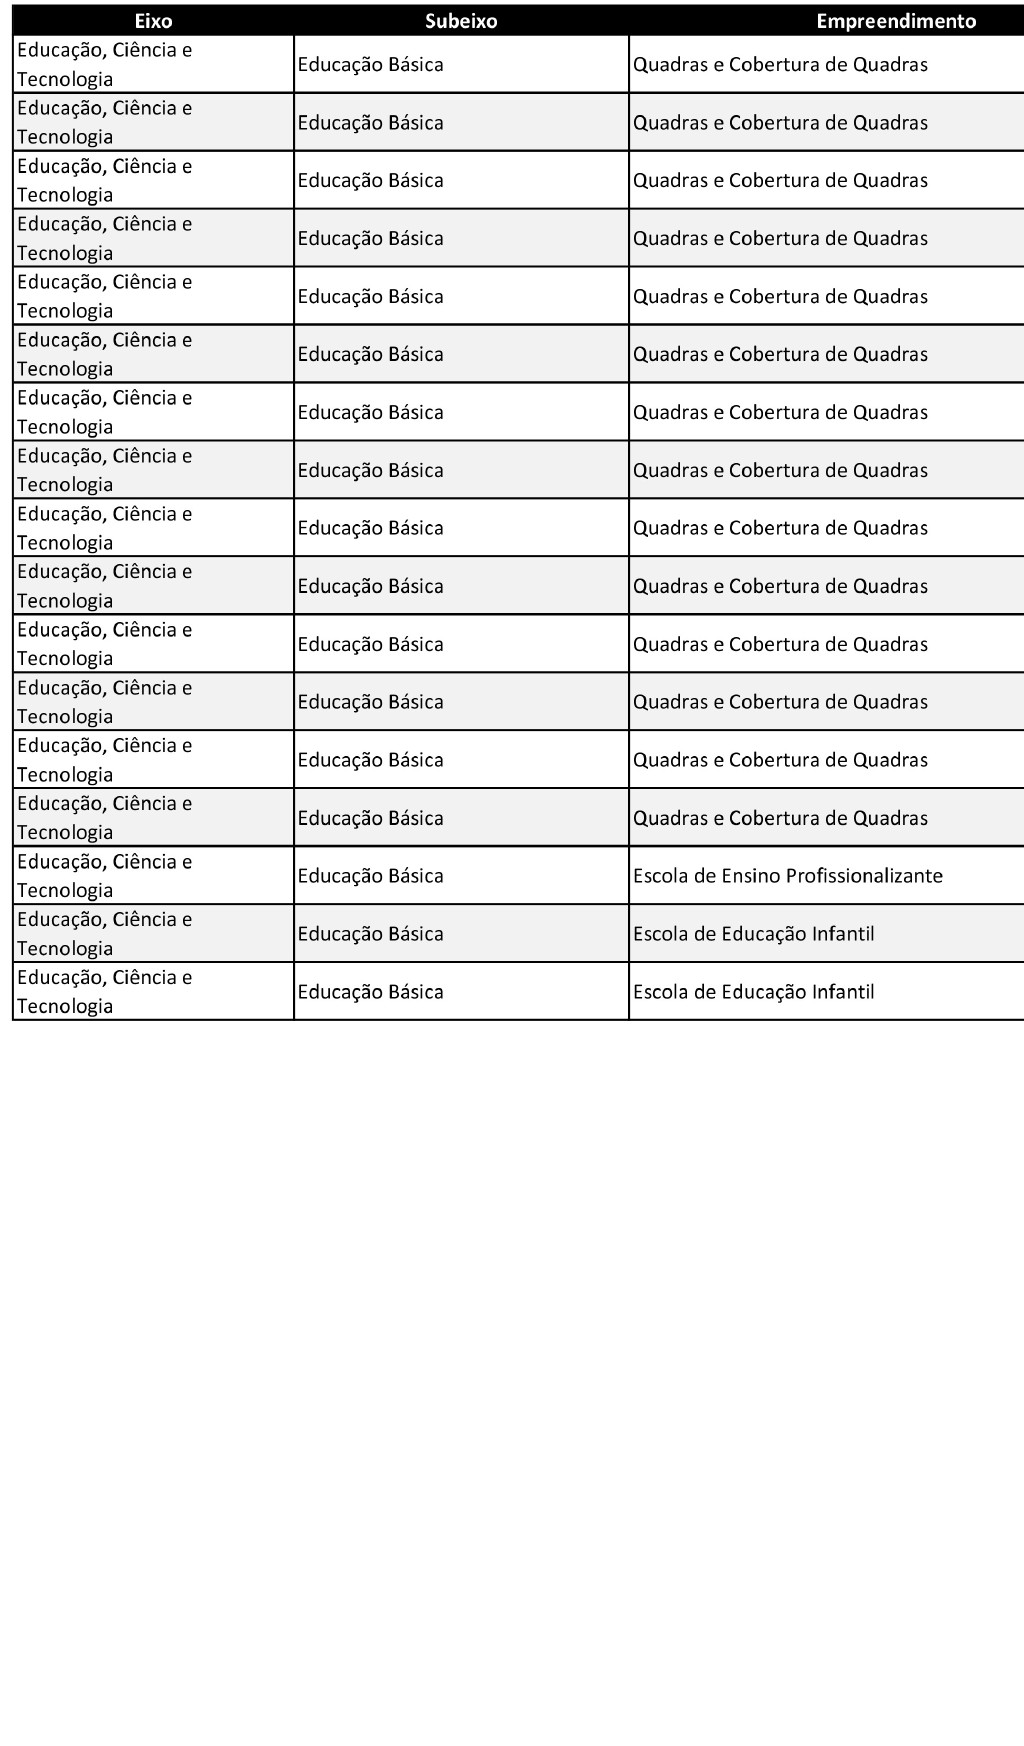 Eixo Subeixo Empreendimento
Educação, Ciência e
Tecnologia
Educação Básica
Quadras e Cobertura de Quadras
Educação, Ciência e
Tecnologia
Educação Básica
Quadras e Cobertura de Quadras
Educação, Ciência e
Tecnologia
Educação Básica
Quadras e Cobertura de Quadras
Educação, Ciência e
Tecnologia
Educação Básica
Quadras e Cobertura de Quadras
Educação, Ciência e
Tecnologia
Educação Básica
Quadras e Cobertura de Quadras
Educação, Ciência e
Tecnologia
Educação Básica
Quadras e Cobertura de Quadras
Educação, Ciência e
Tecnologia
Educação Básica
Quadras e Cobertura de Quadras
Educação, Ciência e
Tecnologia
Educação Básica
Quadras e Cobertura de Quadras
Educação, Ciência e
Tecnologia
Educação Básica
Quadras e Cobertura de Quadras
Educação, Ciência e
Tecnologia
Educação Básica
Quadras e Cobertura de Quadras
Educação, Ciência e
Tecnologia
Educação Básica
Quadras e Cobertura de Quadras
Educação, Ciência e
Tecnologia
Educação Básica
Quadras e Cobertura de Quadras
Educação, Ciência e
Tecnologia
Educação Básica
Quadras e Cobertura de Quadras
Educação, Ciência e
Tecnologia
Educação Básica
Quadras e Cobertura de Quadras
Educação, Ciência e
Tecnologia
Educação Básica
Escola de Ensino Profissionalizante
Educação, Ciência e
Tecnologia
Educação Básica
Escola de Educação Infantil
Educação, Ciência e
Tecnologia
Educação Básica
Escola de Educação Infantil